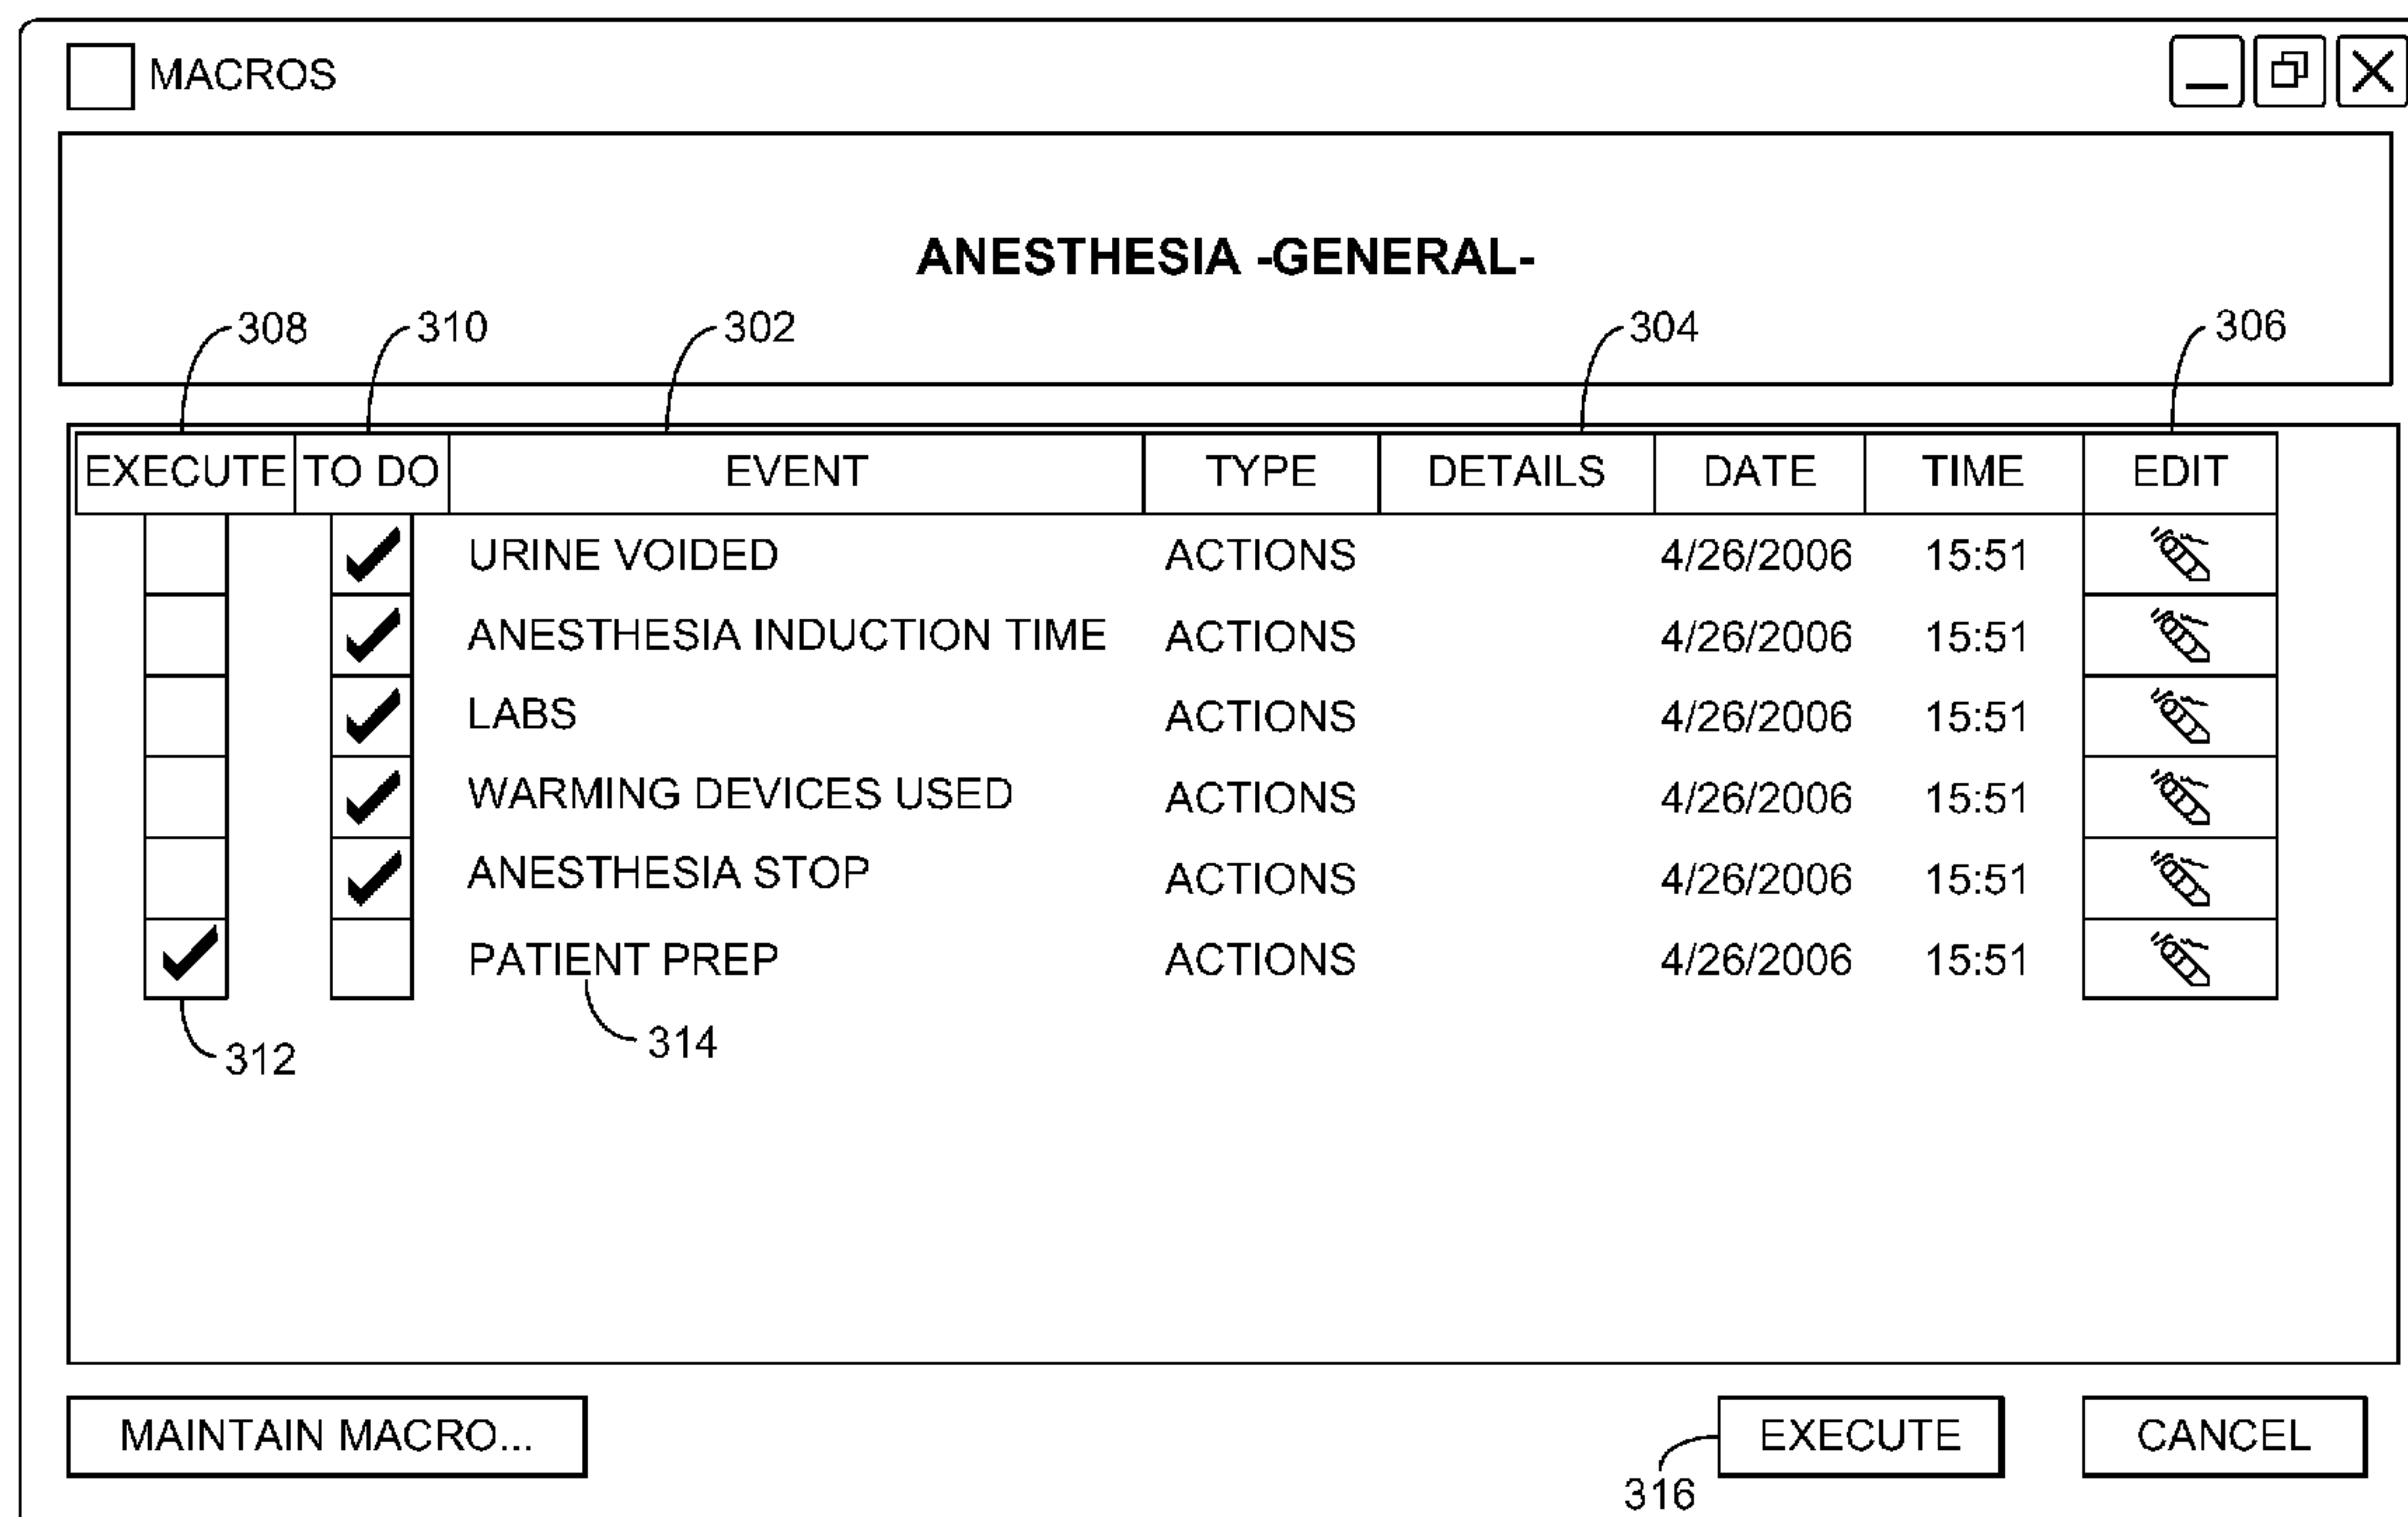 MACROS
ANESTHESIA -GENERAL-
308 310 302 304 306
EXECUTE TO DO EVENT TYPE DETAILS DATE TIME EDIT
URINE VOIDED ACTIONS 4/26/2006 15:51
ANESTHESIA INDUCTION TIME ACTIONS 4/26/2006 15:51
LABS ACTIONS 4/26/2006 15:51
WARMING DEVICES USED ACTIONS 4/26/2006 15:51
ANESTHESIA STOP ACTIONS 4/26/2006 15:51
PATIENT PREP ACTIONS 4/26/2006 15:51
312 314
MAINTAIN MACRO... EXECUTE CANCEL
316